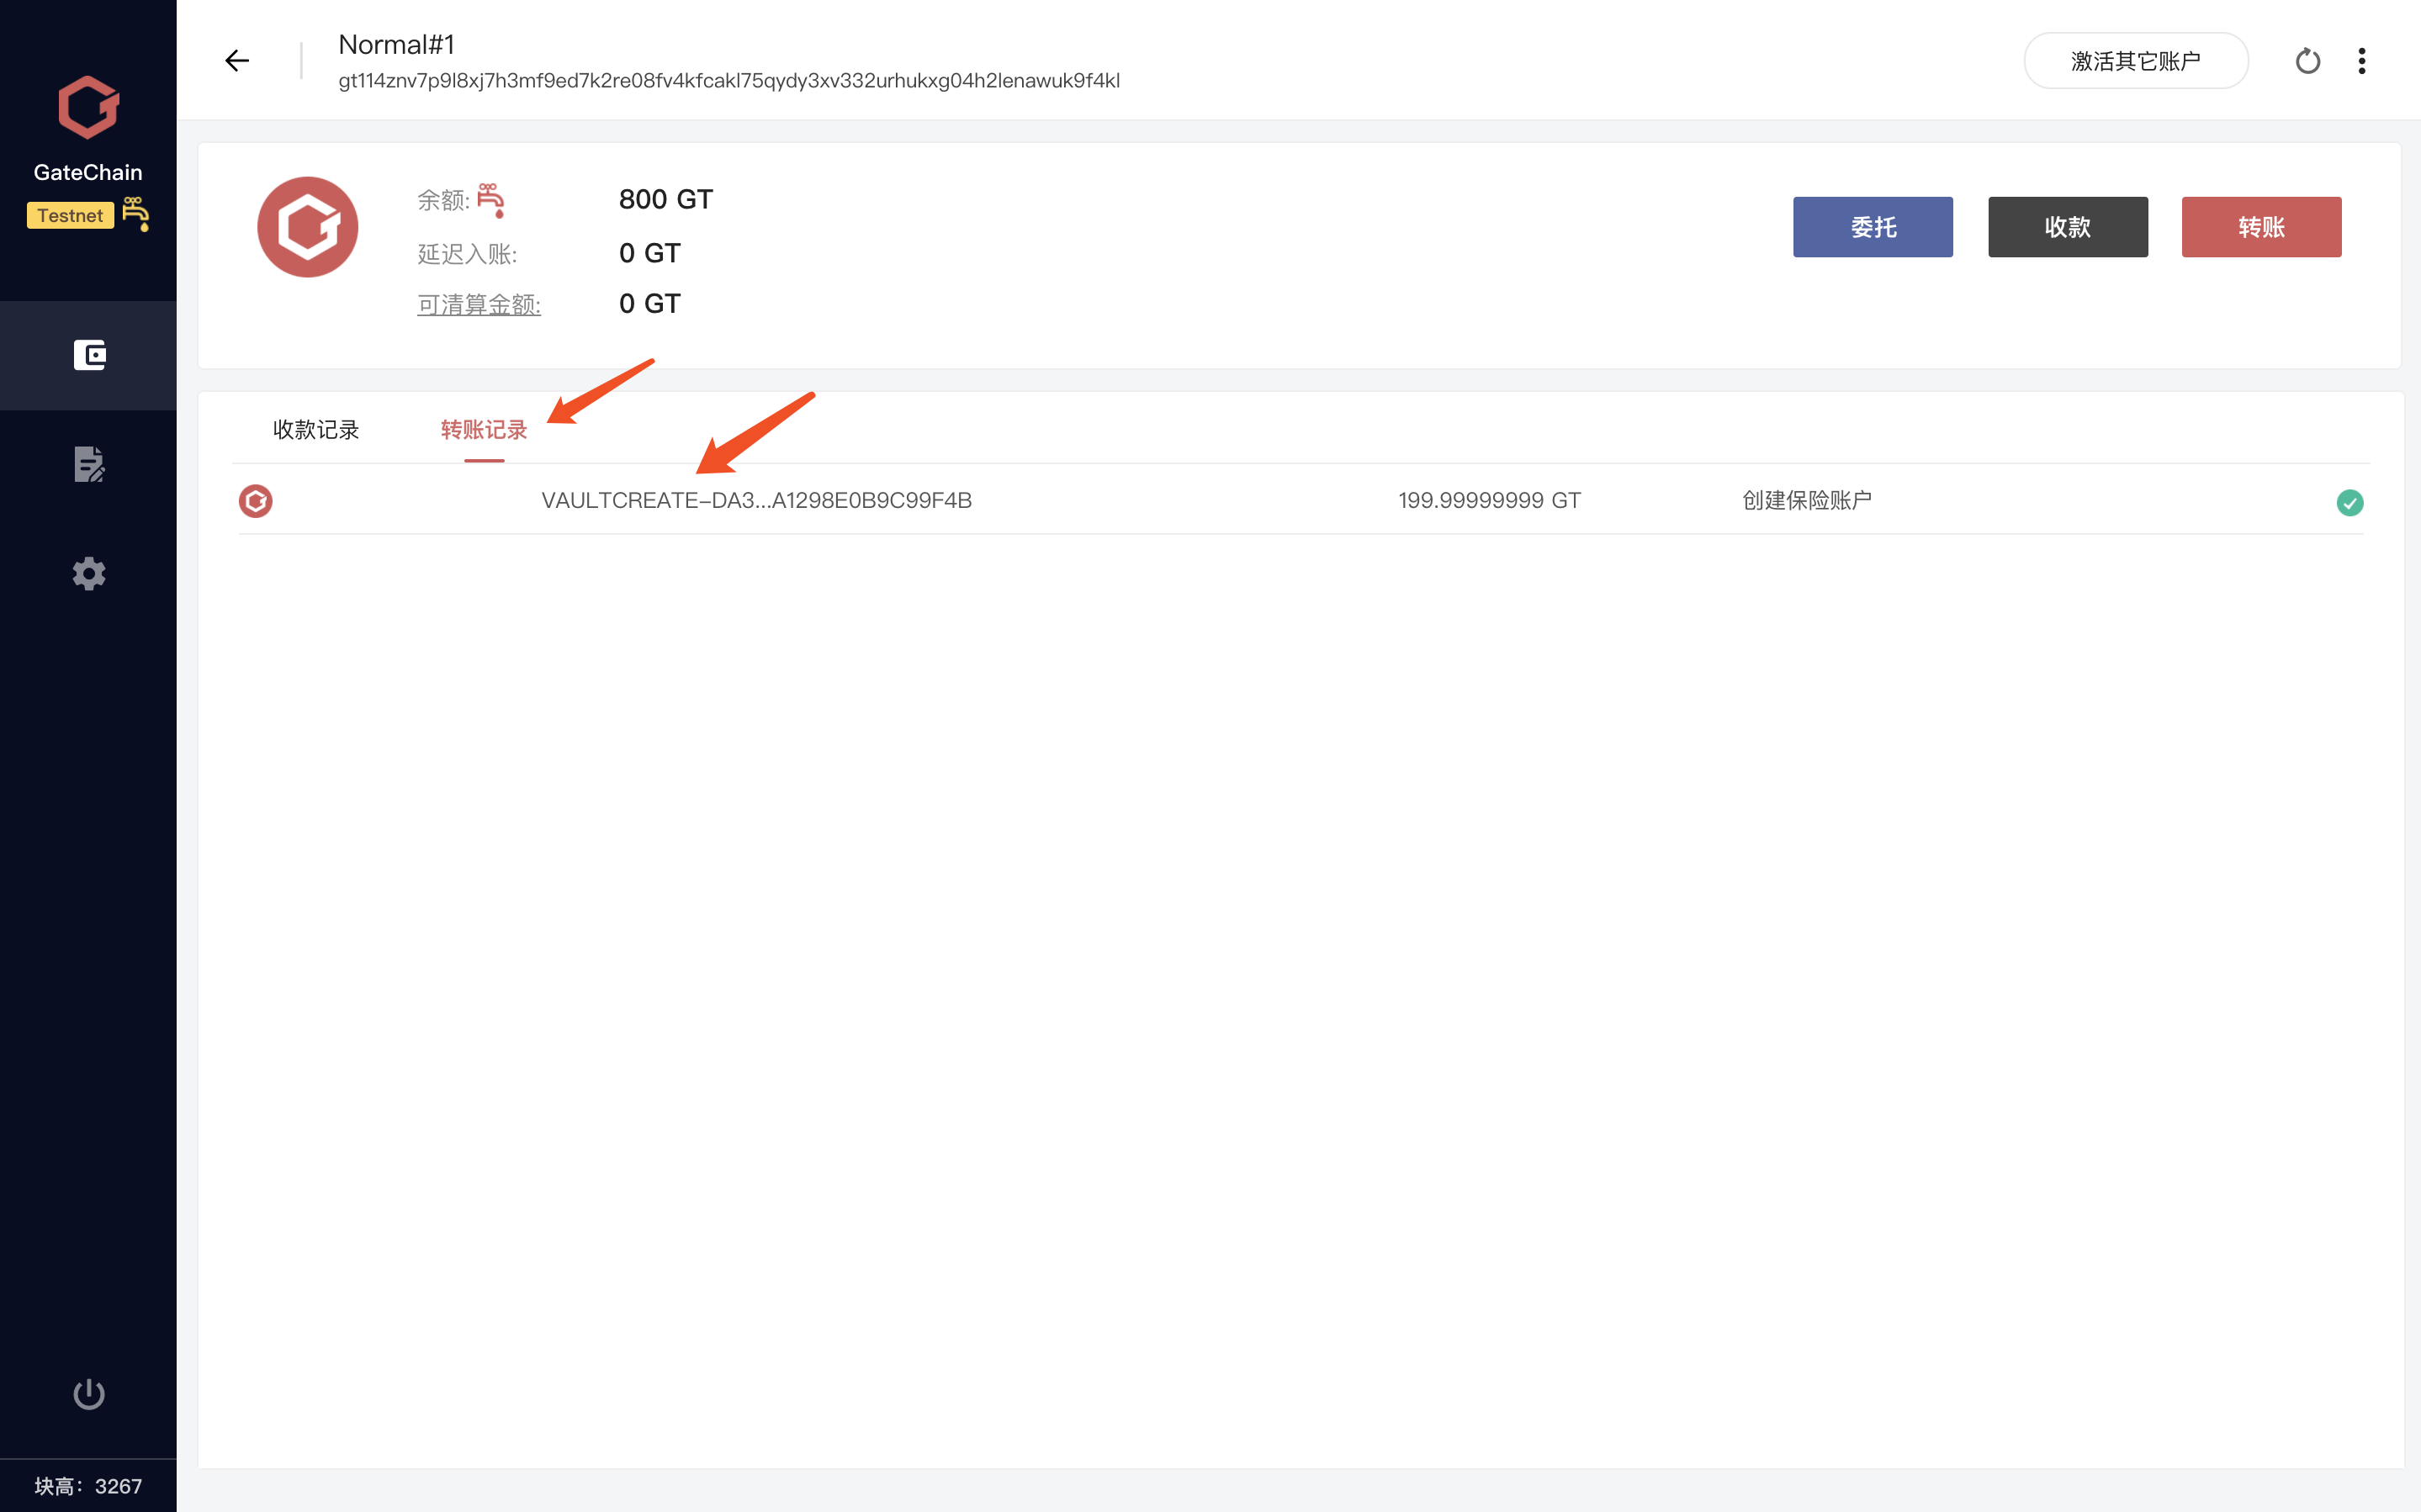 GateChain
Testnet
块高：3267
Normal#1
gt114znv7p9l8xj7h3mf9ed7k2re08fv4kfcakl75qydy3xv332urhukxg04h2lenawuk9f4kl
激活其它账户
余额: 800 GT
延迟入账: 0 GT
可清算金额: 0 GT
委托 收款 转账
收款记录 转账记录
VAULTCREATE-DA3...A1298E0B9C99F4B 199.99999999 GT 创建保险账户